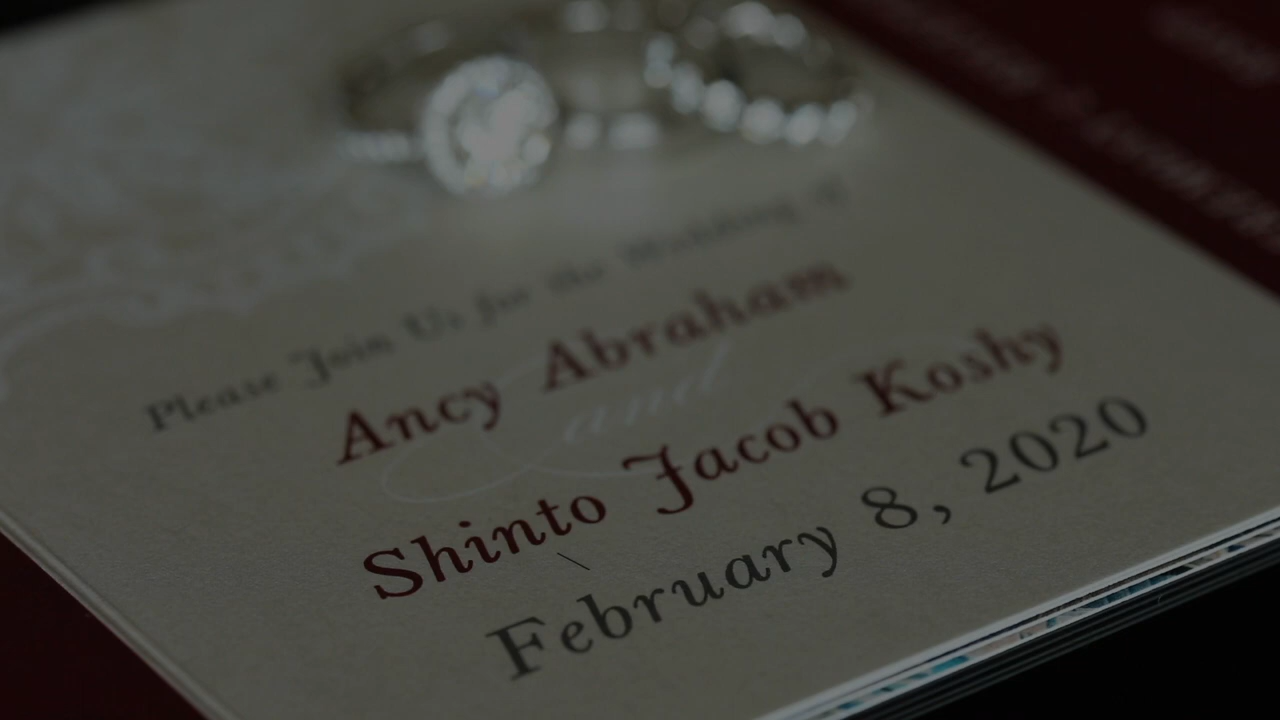 Please Join Us for the Wedding of
Ancy Abraham
and
Shinto Jacob Koshy
February 8, 2020